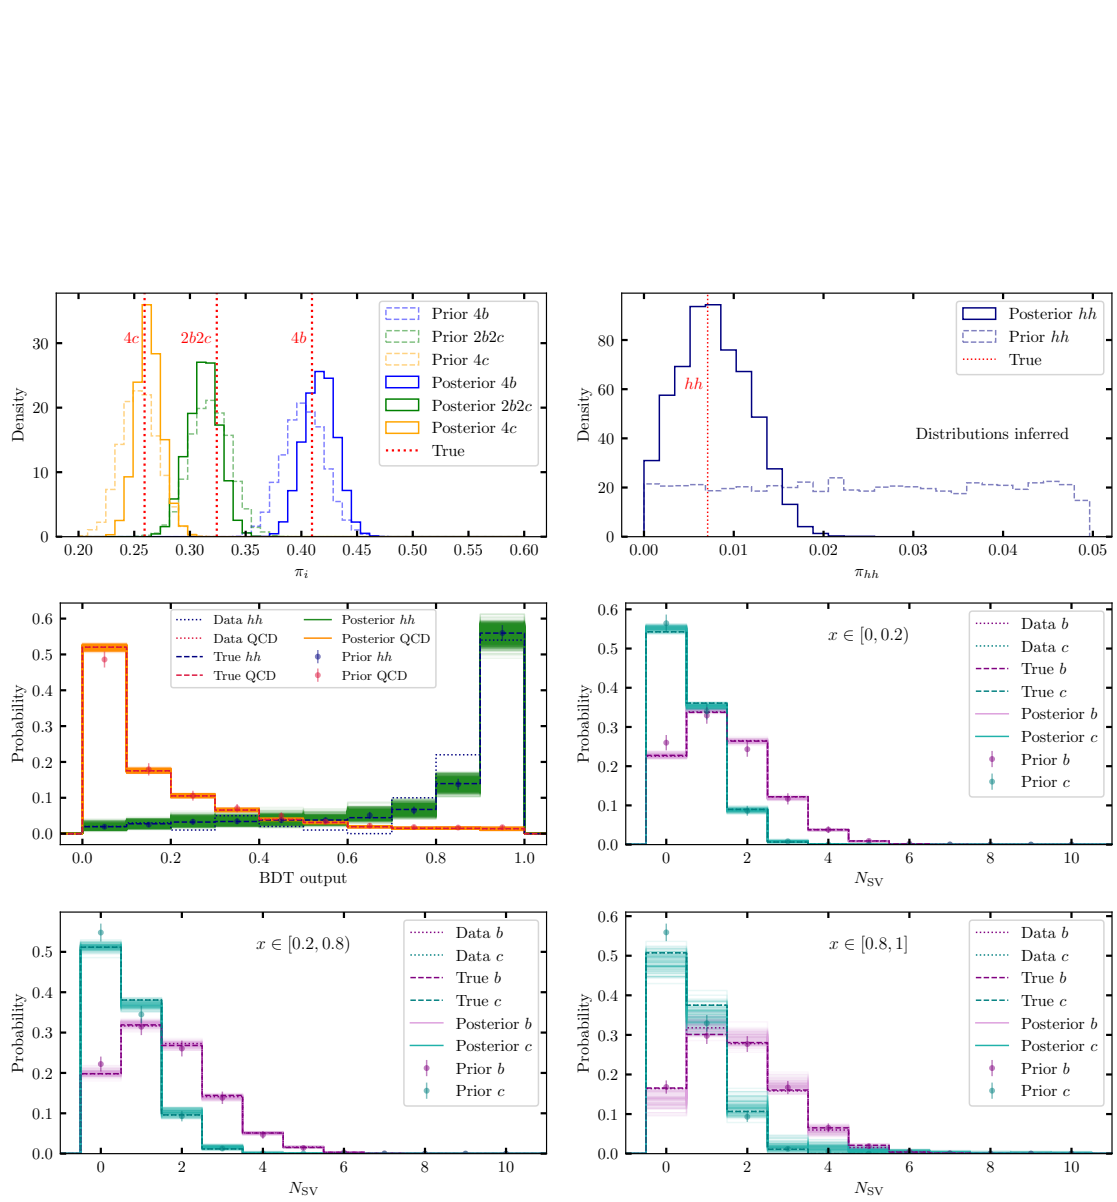 Density
30
20
10
0
4c
2b2c
4b
Prior 4b
Prior 2b2c
Prior 4c
Posterior 4b
Posterior 2b2c
Posterior 4c
True
0.20 0.25 0.30 0.35 0.40 0.45 0.50 0.55 0.60
π_i
Density
80
60
40
20
0
hh
Posterior hh
Prior hh
True
Distributions inferred
0.00 0.01 0.02 0.03 0.04 0.05
π_hh
Probability
0.6
0.5
0.4
0.3
0.2
0.1
0.0
Data hh
Data QCD
True hh
True QCD
Posterior hh
Posterior QCD
Prior hh
Prior QCD
0.0 0.2 0.4 0.6 0.8 1.0
BDT output
Probability
0.6
0.5
0.4
0.3
0.2
0.1
0.0
x ∈ [0, 0.2)
Data b
Data c
True b
True c
Posterior b
Posterior c
Prior b
Prior c
0 2 4 6 8 10
N_SV
Probability
0.5
0.4
0.3
0.2
0.1
0.0
x ∈ [0.2, 0.8)
Data b
Data c
True b
True c
Posterior b
Posterior c
Prior b
Prior c
0 2 4 6 8 10
N_SV
Probability
0.6
0.5
0.4
0.3
0.2
0.1
0.0
x ∈ [0.8, 1]
Data b
Data c
True b
True c
Posterior b
Posterior c
Prior b
Prior c
0 2 4 6 8 10
N_SV